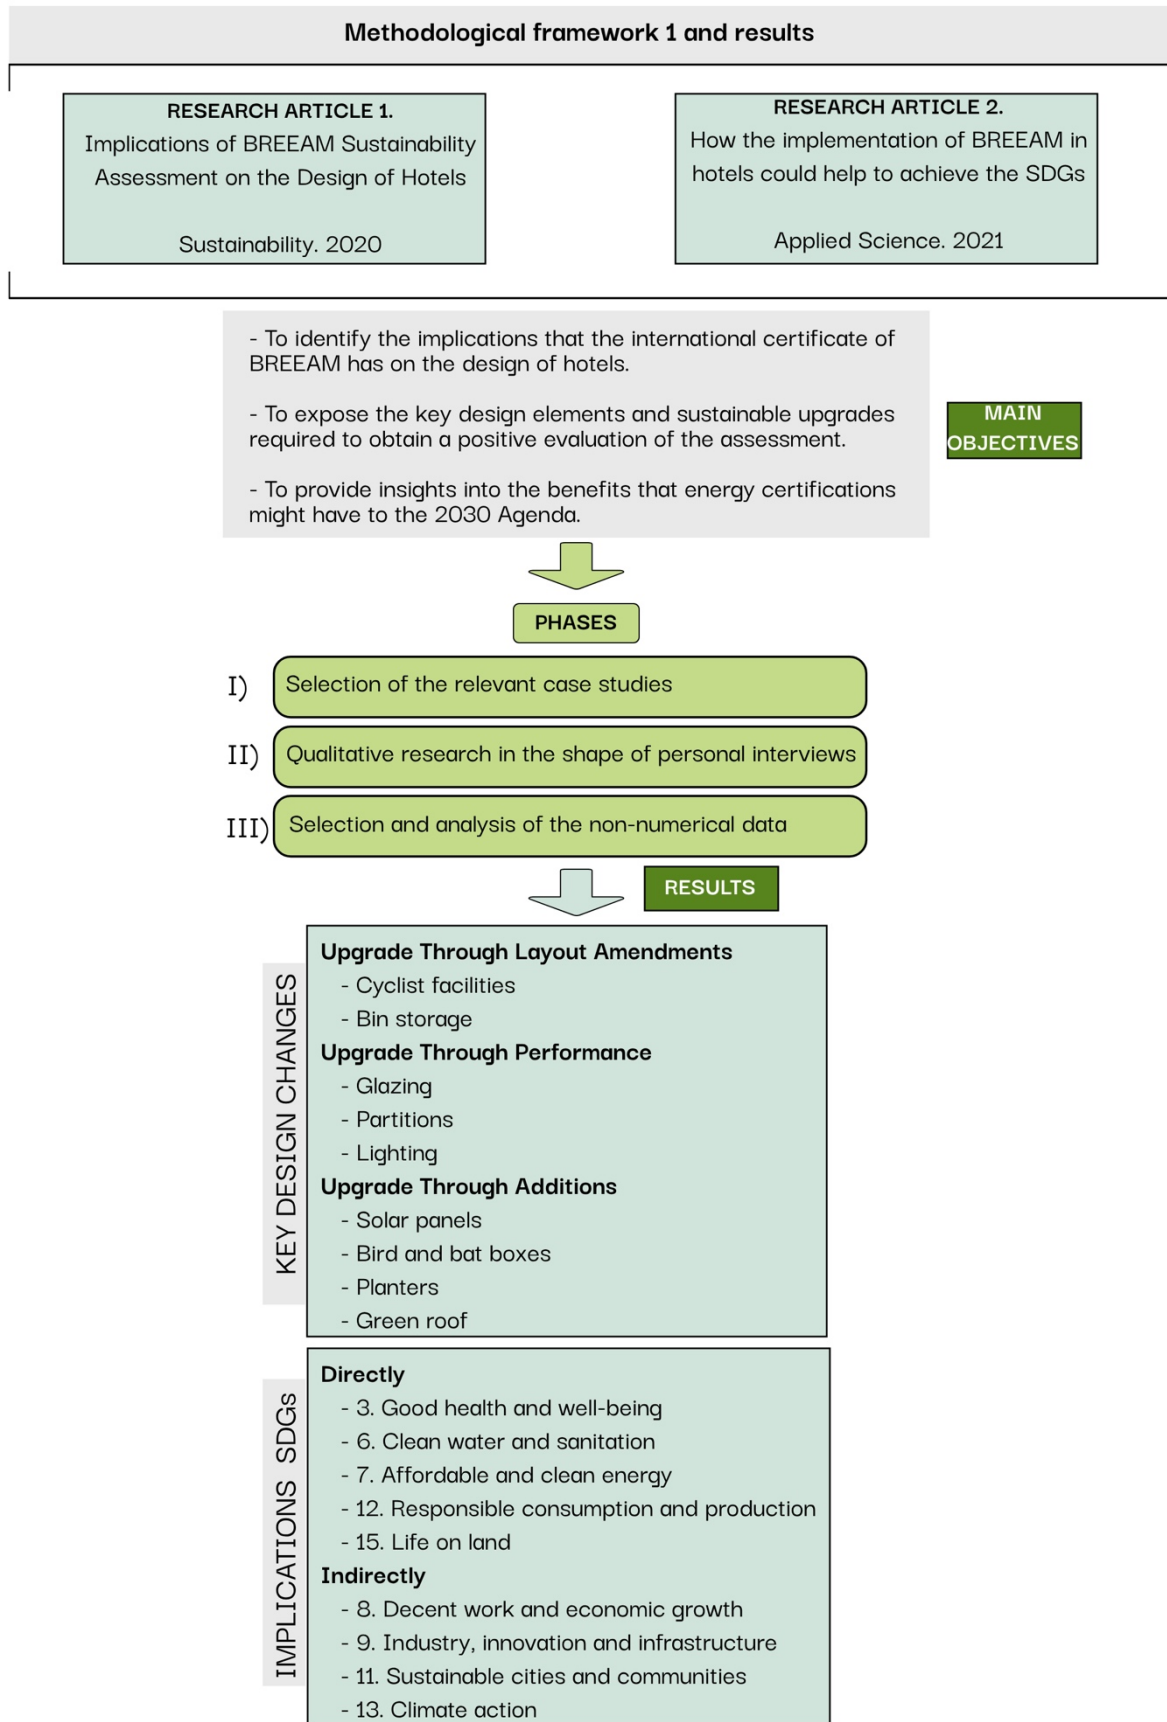 Methodological framework 1 and results
RESEARCH ARTICLE 1.
Implications of BREEAM Sustainability
Assessment on the Design of Hotels
Sustainability. 2020
RESEARCH ARTICLE 2.
How the implementation of BREEAM in
hotels could help to achieve the SDGs
Applied Science. 2021
- To identify the implications that the international certificate of
BREEAM has on the design of hotels.
- To expose the key design elements and sustainable upgrades
required to obtain a positive evaluation of the assessment.
- To provide insights into the benefits that energy certifications
might have to the 2030 Agenda.
MAIN
OBJECTIVES
PHASES
I) Selection of the relevant case studies
II) Qualitative research in the shape of personal interviews
III) Selection and analysis of the non-numerical data
RESULTS
KEY DESIGN CHANGES
Upgrade Through Layout Amendments
- Cyclist facilities
- Bin storage
Upgrade Through Performance
- Glazing
- Partitions
- Lighting
Upgrade Through Additions
- Solar panels
- Bird and bat boxes
- Planters
- Green roof
IMPLICATIONS SDGs
Directly
- 3. Good health and well-being
- 6. Clean water and sanitation
- 7. Affordable and clean energy
- 12. Responsible consumption and production
- 15. Life on land
Indirectly
- 8. Decent work and economic growth
- 9. Industry, innovation and infrastructure
- 11. Sustainable cities and communities
- 13. Climate action